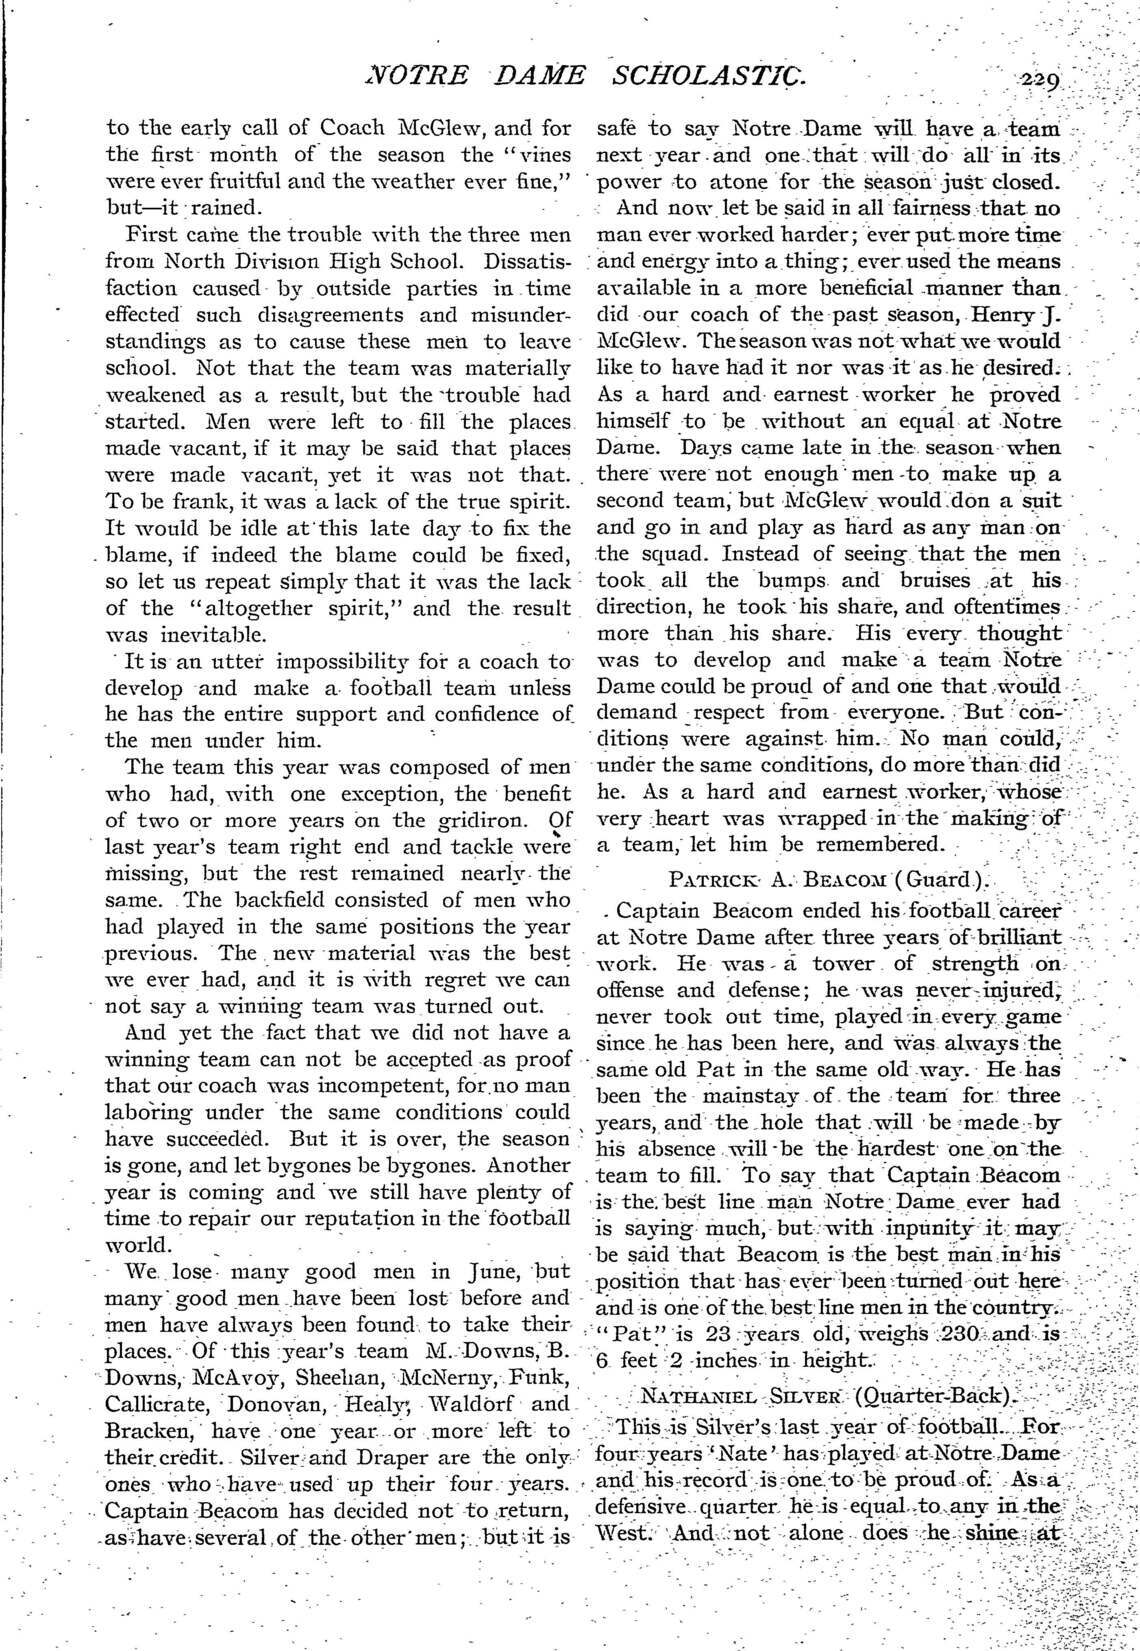 NOTRE DAME SCHOLASTIC.
229
to the early call of Coach McGlew, and for
the first month of the season the "vines
were ever fruitful and the weather ever fine,"
but—it rained.
First came the trouble with the three men
from North Division High School. Dissatis-
faction caused by outside parties in time
effected such disagreements and misunder-
standings as to cause these men to leave
school. Not that the team was materially
weakened as a result, but the trouble had
started. Men were left to fill the places
made vacant, if it may be said that places
were made vacant, yet it was not that.
To be frank, it was a lack of the true spirit.
It would be idle at this late day to fix the
blame, if indeed the blame could be fixed,
so let us repeat simply that it was the lack
of the "altogether spirit," and the result
was inevitable.
It is an utter impossibility for a coach to
develop and make a football team unless
he has the entire support and confidence of
the men under him.
The team this year was composed of men
who had, with one exception, the benefit
of two or more years on the gridiron. Of
last year's team right end and tackle were
missing, but the rest remained nearly the
same. The backfield consisted of men who
had played in the same positions the year
previous. The new material was the best
we ever had, and it is with regret we can
not say a winning team was turned out.
And yet the fact that we did not have a
winning team can not be accepted as proof
that our coach was incompetent, for no man
laboring under the same conditions could
have succeeded. But it is over, the season
is gone, and let bygones be bygones. Another
year is coming and we still have plenty of
time to repair our reputation in the football
world.
We lose many good men in June, but
many good men have been lost before and
men have always been found to take their
places. Of this year's team M. Downs, B.
Downs, McAvoy, Sheehan, McNerny, Funk,
Callicrate, Donovan, Healy, Waldorf and
Bracken, have one year or more left to
their credit. Silver and Draper are the only
ones who have used up their four years.
Captain Beacom has decided not to return,
as have several of the other men; but it is
safe to say Notre Dame will have a team
next year and one that will do all in its
power to atone for the season just closed.
And now let be said in all fairness that no
man ever worked harder; ever put more time
and energy into a thing; ever used the means
available in a more beneficial manner than
did our coach of the past season, Henry J.
McGlew. The season was not what we would
like to have had it nor was it as he desired.
As a hard and earnest worker he proved
himself to be without an equal at Notre
Dame. Days came late in the season when
there were not enough men to make up a
second team, but McGlew would don a suit
and go in and play as hard as any man on
the squad. Instead of seeing that the men
took all the bumps and bruises at his
direction, he took his share, and oftentimes
more than his share. His every thought
was to develop and make a team Notre
Dame could be proud of and one that would
demand respect from everyone. But con-
ditions were against him. No man could,
under the same conditions, do more than did
he. As a hard and earnest worker, whose
very heart was wrapped in the making of
a team, let him be remembered.
PATRICK A. BEACOM (Guard).
Captain Beacom ended his football career
at Notre Dame after three years of brilliant
work. He was a tower of strength on
offense and defense; he was never injured,
never took out time, played in every game
since he has been here, and was always the
same old Pat in the same old way. He has
been the mainstay of the team for three
years, and the hole that will be made by
his absence will be the hardest one on the
team to fill. To say that Captain Beacom
is the best line man Notre Dame ever had
is saying much, but with inpunity it may
be said that Beacom is the best man in his
position that has ever been turned out here
and is one of the best line men in the country.
"Pat" is 23 years old, weighs 230 and is
6 feet 2 inches in height.
NATHANIEL SILVER (Quarter-Back).
This is Silver's last year of football. For
four years 'Nate' has played at Notre Dame
and his record is one to be proud of. As a
defensive quarter he is equal to any in the
West. And not alone does he shine at